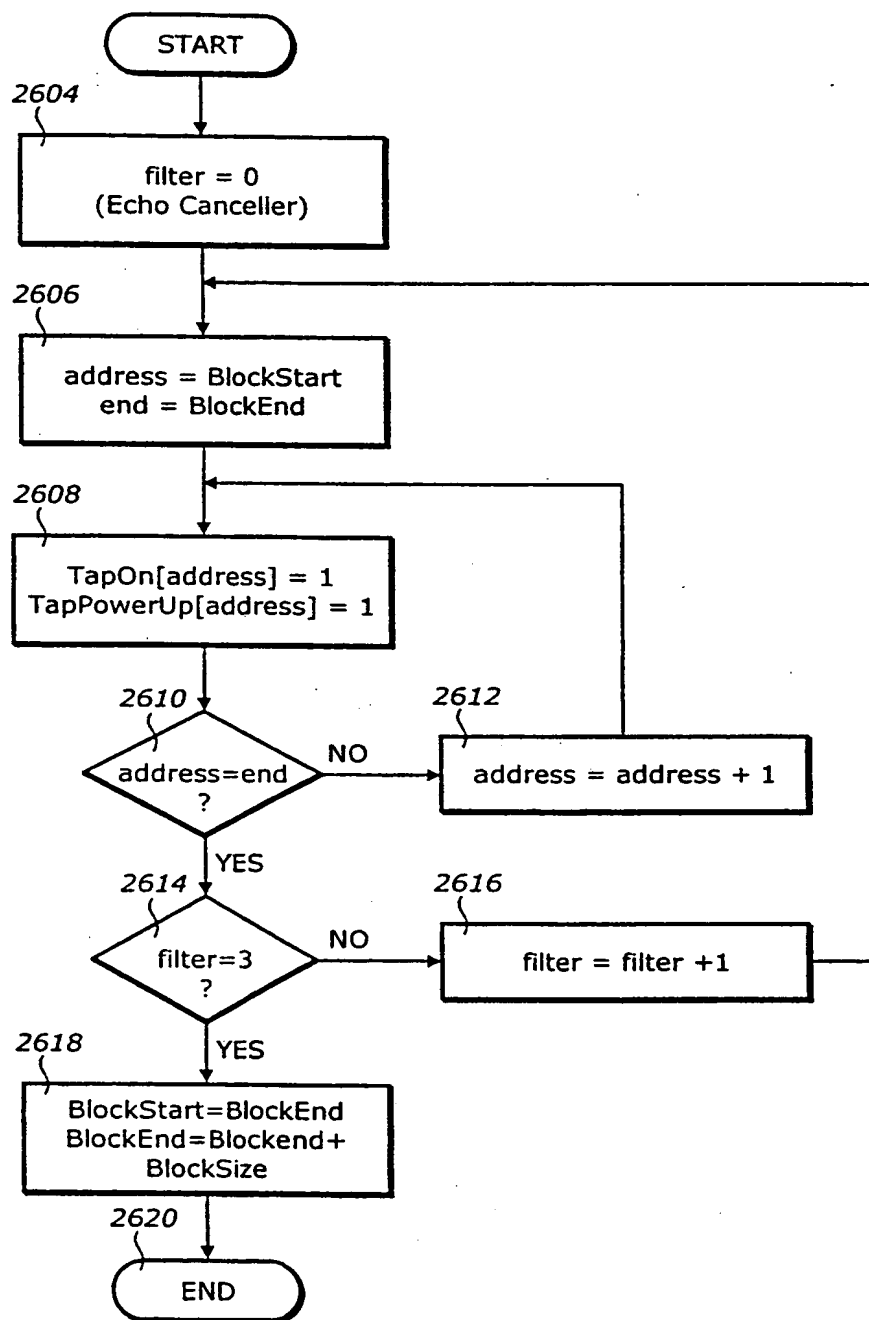 START
2604
filter = 0
(Echo Canceller)
2606
address = BlockStart
end = BlockEnd
2608
TapOn[address] = 1
TapPowerUp[address] = 1
2610
address=end
?
NO
2612
address = address + 1
YES
2614
filter=3
?
NO
2616
filter = filter +1
YES
2618
BlockStart=BlockEnd
BlockEnd=Blockend+
BlockSize
2620
END